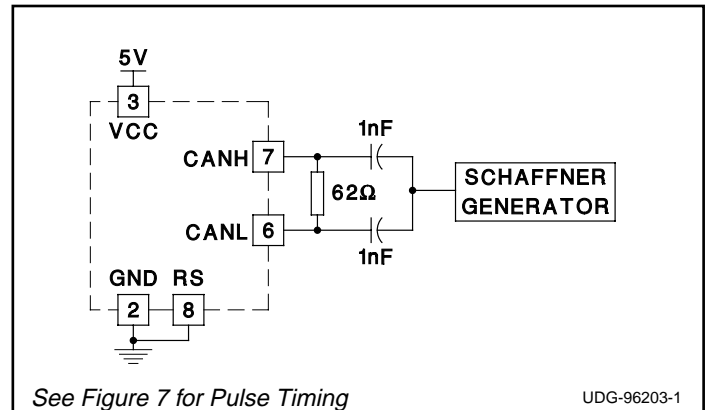 5V
3
VCC
1nF
CANH 7
62Ω
SCHAFFNER
GENERATOR
CANL 6
1nF
GND RS
2 8
See Figure 7 for Pulse Timing
UDG-96203-1